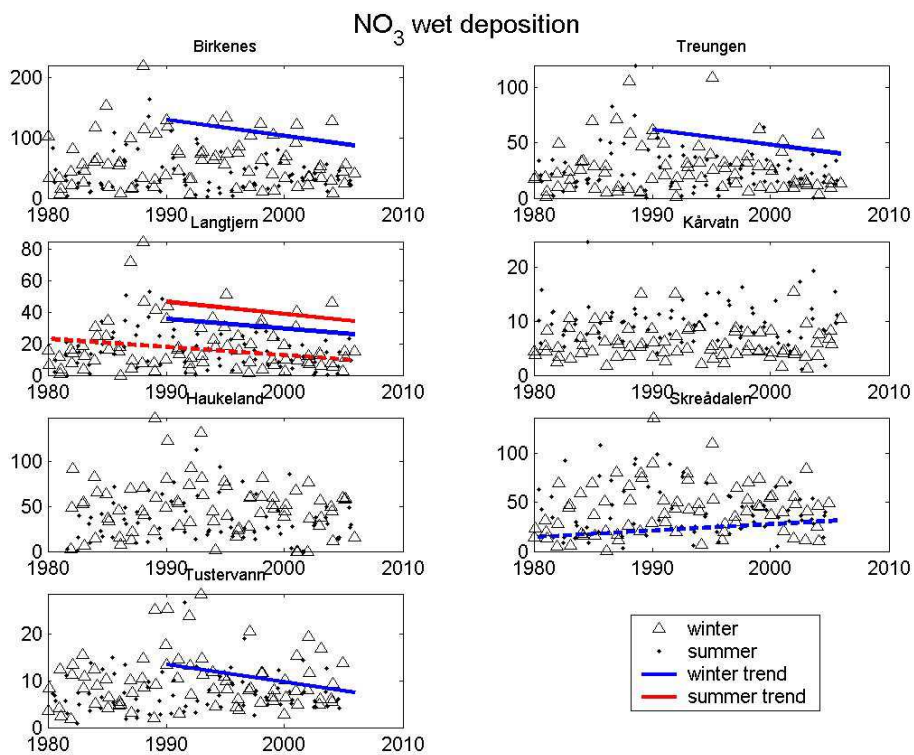 NO3 wet deposition
Birkenes
200
100
0
1980 1990 2000 2010
Treungen
100
50
0
1980 1990 2000 2010
Langtjern
80
60
40
20
0
1980 1990 2000 2010
Kårvatn
20
10
0
1980 1990 2000 2010
Haukeland
100
50
0
1980 1990 2000 2010
Skreådalen
100
50
0
1980 1990 2000 2010
Tustervann
20
10
0
1980 1990 2000 2010
winter
summer
winter trend
summer trend